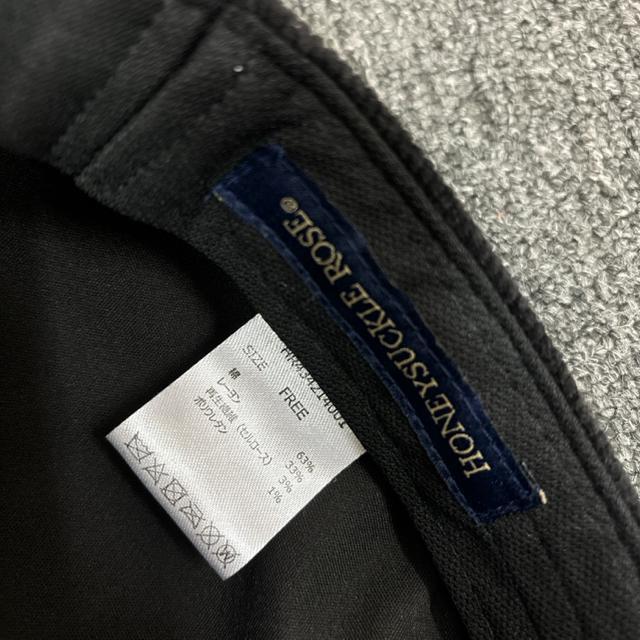 HONEYSUCKLE ROSE®
SIZE FREE
綿 63%
レーヨン 33%
再生繊維（セルロース） 3%
ポリウレタン 1%